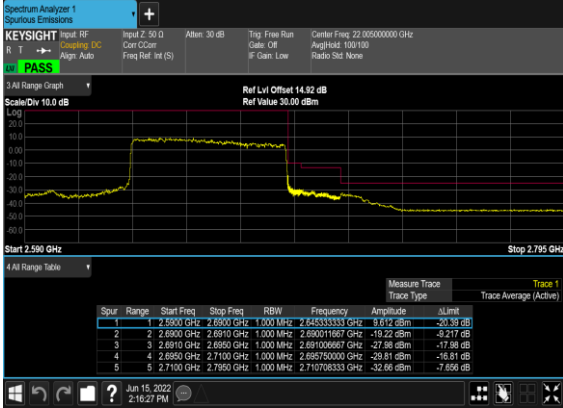 Spectrum Analyzer 1
Spurious Emissions
+
KEYSIGHT Input: RF Input Z: 50 Ω Atten: 30 dB Trig: Free Run Center Freq: 22.005000000 GHz
R T Coupling: DC Corr CCorr Gate: Off Avg|Hold: 100/100
Align: Auto Freq Ref: Int (S) IF Gain: Low Radio Std: None
PASS
3 All Range Graph Ref Lvl Offset 14.92 dB
Scale/Div 10.0 dB Ref Value 30.00 dBm
Log
20.0
10.0
0.00
-10.0
-20.0
-30.0
-40.0
-50.0
-60.0
Start 2.590 GHz Stop 2.795 GHz
4 All Range Table
Measure Trace Trace 1
Trace Type Trace Average (Active)
Spur Range Start Freq Stop Freq RBW Frequency Amplitude ΔLimit
1 1 2.5900 GHz 2.6900 GHz 1.000 MHz 2.645333333 GHz 9.612 dBm -20.39 dB
2 2 2.6900 GHz 2.6910 GHz 1.000 MHz 2.690011667 GHz -19.22 dBm -9.217 dB
3 3 2.6910 GHz 2.6950 GHz 1.000 MHz 2.691006667 GHz -27.98 dBm -17.98 dB
4 4 2.6950 GHz 2.7100 GHz 1.000 MHz 2.695750000 GHz -29.81 dBm -16.81 dB
5 5 2.7100 GHz 2.7950 GHz 1.000 MHz 2.710708333 GHz -32.66 dBm -7.656 dB
? Jun 15, 2022
2:16:27 PM